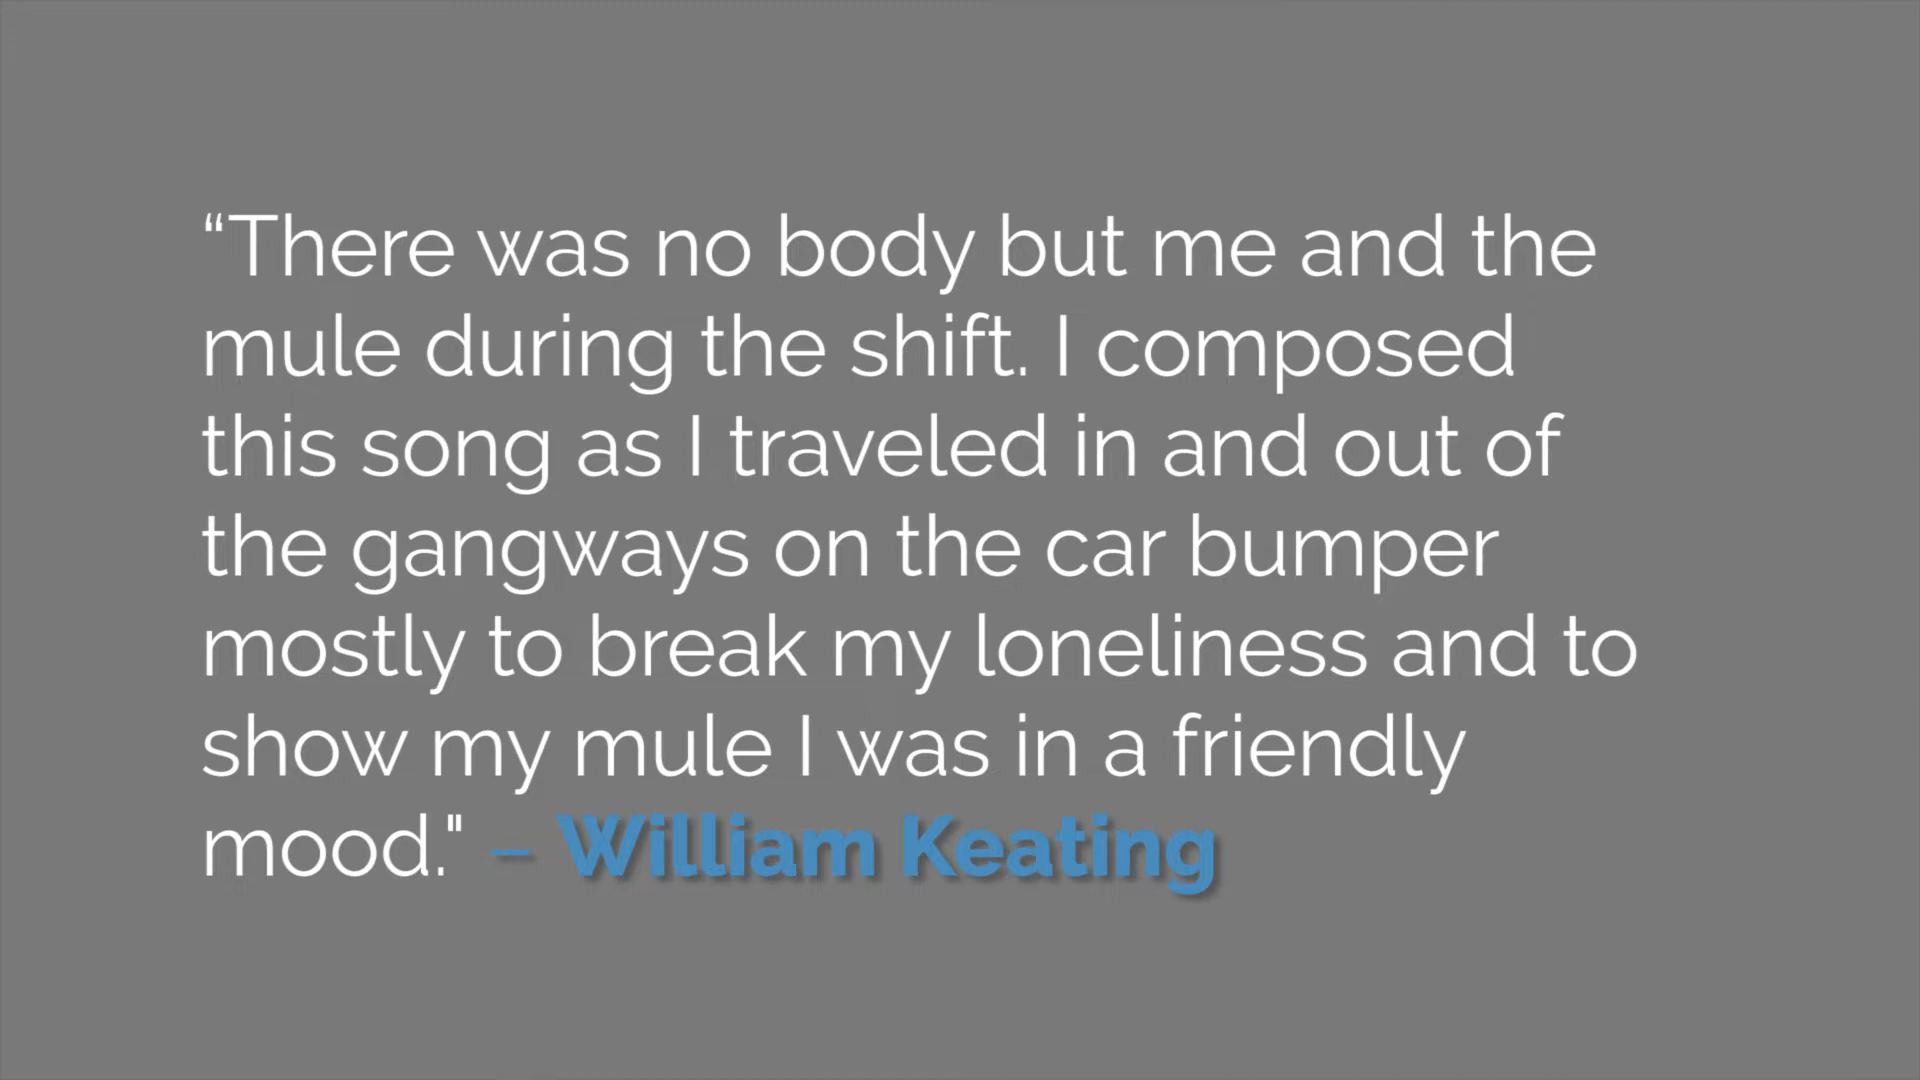 “There was no body but me and the
mule during the shift. I composed
this song as I traveled in and out of
the gangways on the car bumper
mostly to break my loneliness and to
show my mule I was in a friendly
mood." – William Keating